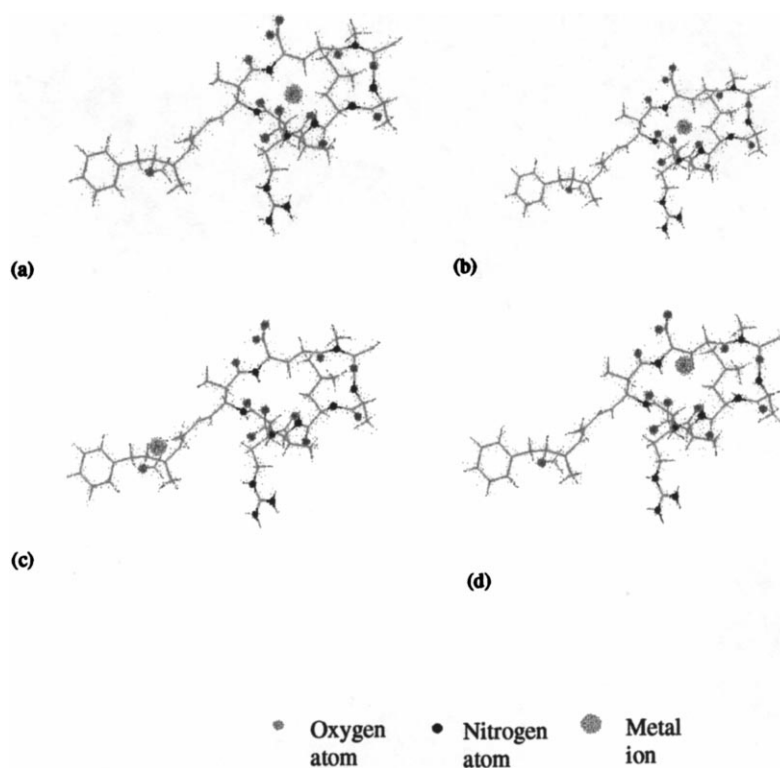 (a)
(b)
(c)
(d)
Oxygen atom
Nitrogen atom
Metal ion